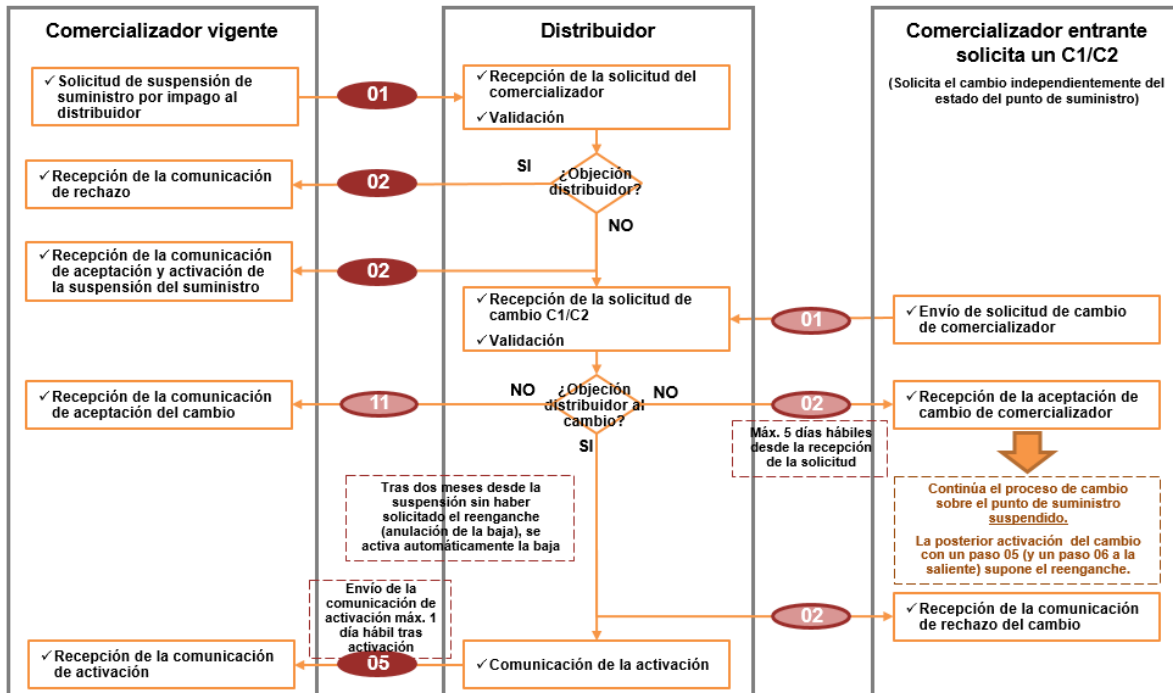 Comercializador vigente
Distribuidor
Comercializador entrante
solicita un C1/C2
(Solicita el cambio independientemente del
estado del punto de suministro)
✓ Solicitud de suspensión de
suministro por impago al
distribuidor
01
✓ Recepción de la solicitud del
comercializador
✓ Validación
SI
¿Objeción
distribuidor?
✓ Recepción de la comunicación
de rechazo
02
NO
✓ Recepción de la comunicación
de aceptación y activación de
la suspensión del suministro
02
✓ Recepción de la solicitud de
cambio C1/C2
✓ Validación
01
✓ Envío de solicitud de cambio
de comercializador
✓ Recepción de la comunicación
de aceptación del cambio
11
NO
¿Objeción
distribuidor al
cambio?
NO
02
✓ Recepción de la aceptación de
cambio de comercializador
SI
Máx. 5 días hábiles
desde la recepción
de la solicitud
Tras dos meses desde la
suspensión sin haber
solicitado el reenganche
(anulación de la baja), se
activa automáticamente la baja
Continúa el proceso de cambio
sobre el punto de suministro
suspendido.
La posterior activación del cambio
con un paso 05 (y un paso 06 a la
saliente) supone el reenganche.
Envío de la
comunicación de
activación máx. 1
día hábil tras
activación
02
✓ Recepción de la comunicación
de rechazo del cambio
✓ Recepción de la comunicación
de activación
05
✓ Comunicación de la activación